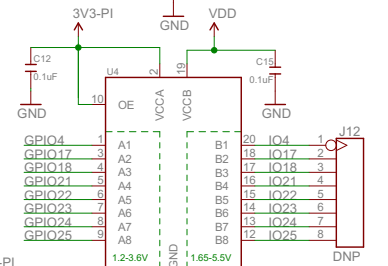 3V3-PI
GND
VDD
C12
0.1uF
C15
0.1uF
GND
U4
GND
2
19
VCCA
VCCB
10
OE
GPIO4 1 A1 B1 20 IO4 1 J12
GPIO17 3 A2 B2 18 IO17 2
GPIO18 4 A3 B3 17 IO18 3
GPIO21 5 A4 B4 16 IO21 4
GPIO22 6 A5 B5 15 IO22 5
GPIO23 7 A6 B6 14 IO23 6
GPIO24 8 A7 B7 13 IO24 7
GPIO25 9 A8 B8 12 IO25 8
1.2-3.6V
GND
1.65-5.5V
DNP
-PI